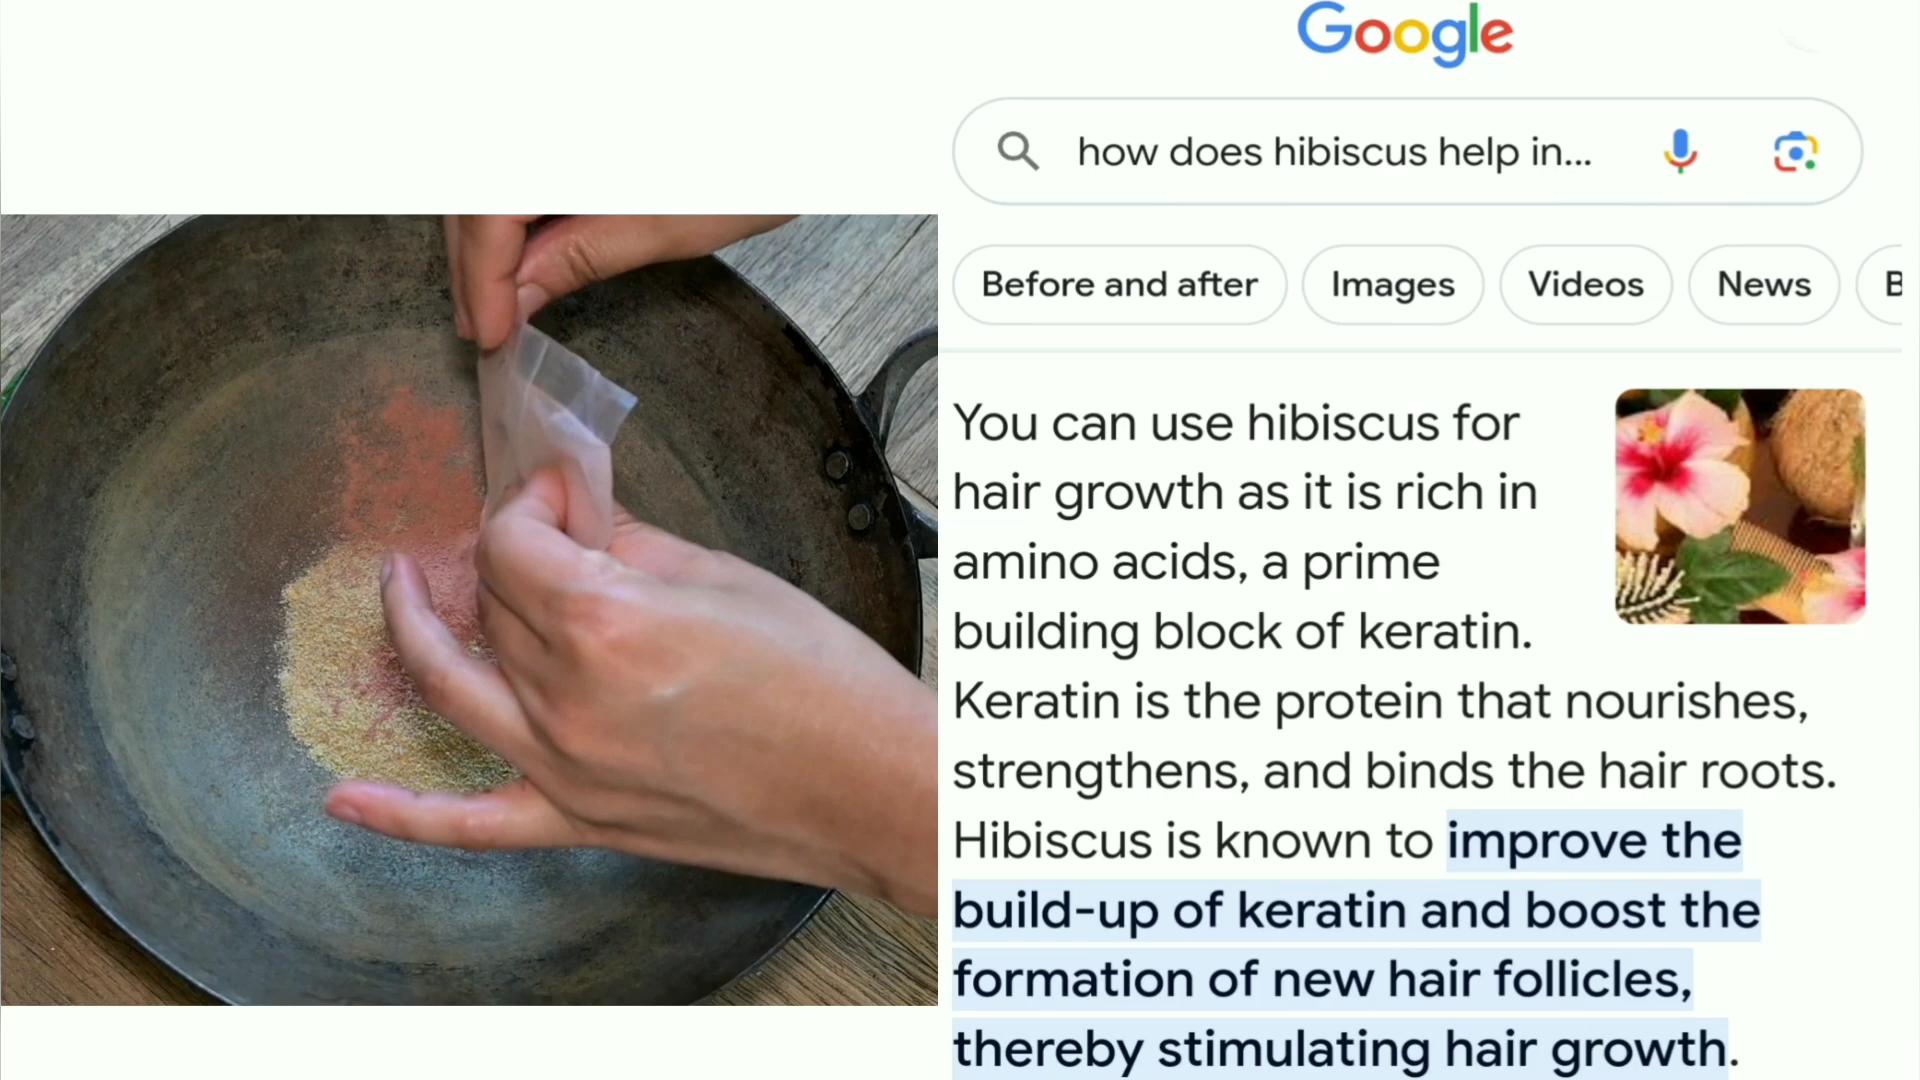 Google
how does hibiscus help in...
Before and after
Images
Videos
News
B
You can use hibiscus for
hair growth as it is rich in
amino acids, a prime
building block of keratin.
Keratin is the protein that nourishes,
strengthens, and binds the hair roots.
Hibiscus is known to improve the
build-up of keratin and boost the
formation of new hair follicles,
thereby stimulating hair growth.